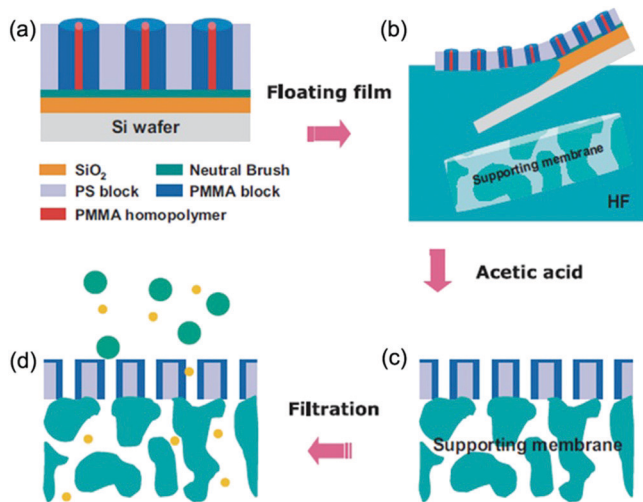 (a)
(b)
Floating film
Si wafer
SiO2
Neutral Brush
PS block
PMMA block
PMMA homopolymer
Supporting membrane
HF
Acetic acid
(d)
(c)
Filtration
Supporting membrane